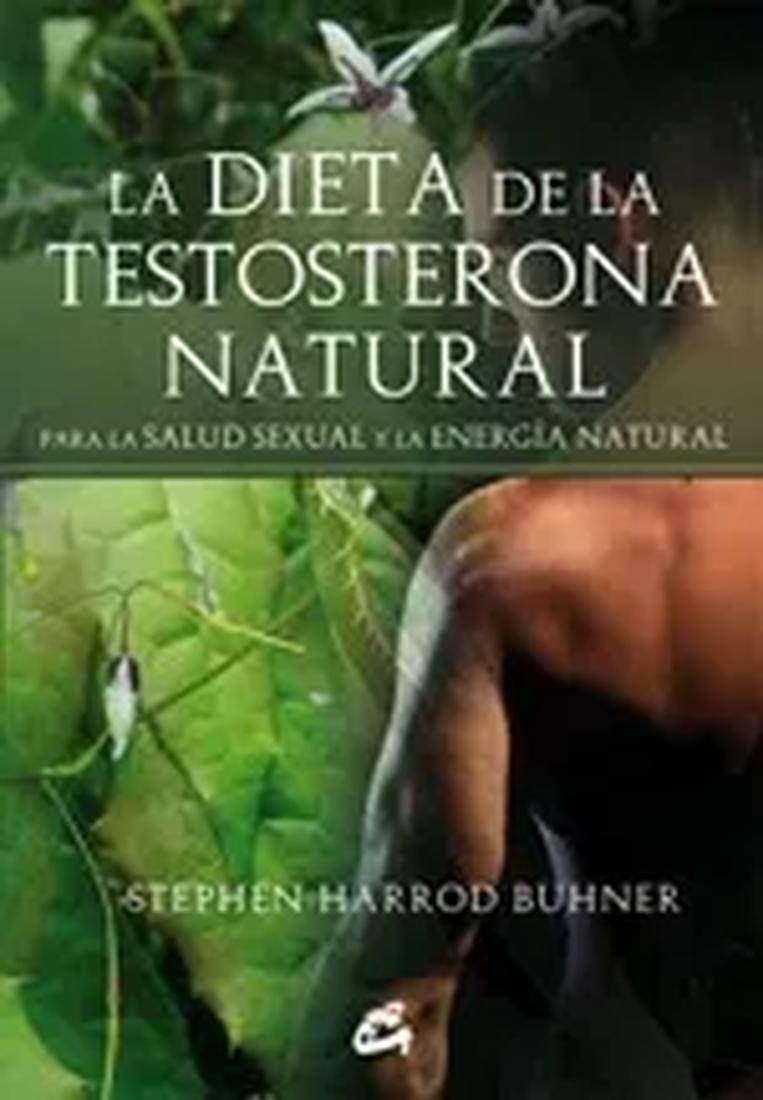 LA DIETA DE LA
TESTOSTERONA
NATURAL
PARA LA SALUD SEXUAL Y LA ENERGÍA NATURAL
STEPHEN HARROD BUHNER